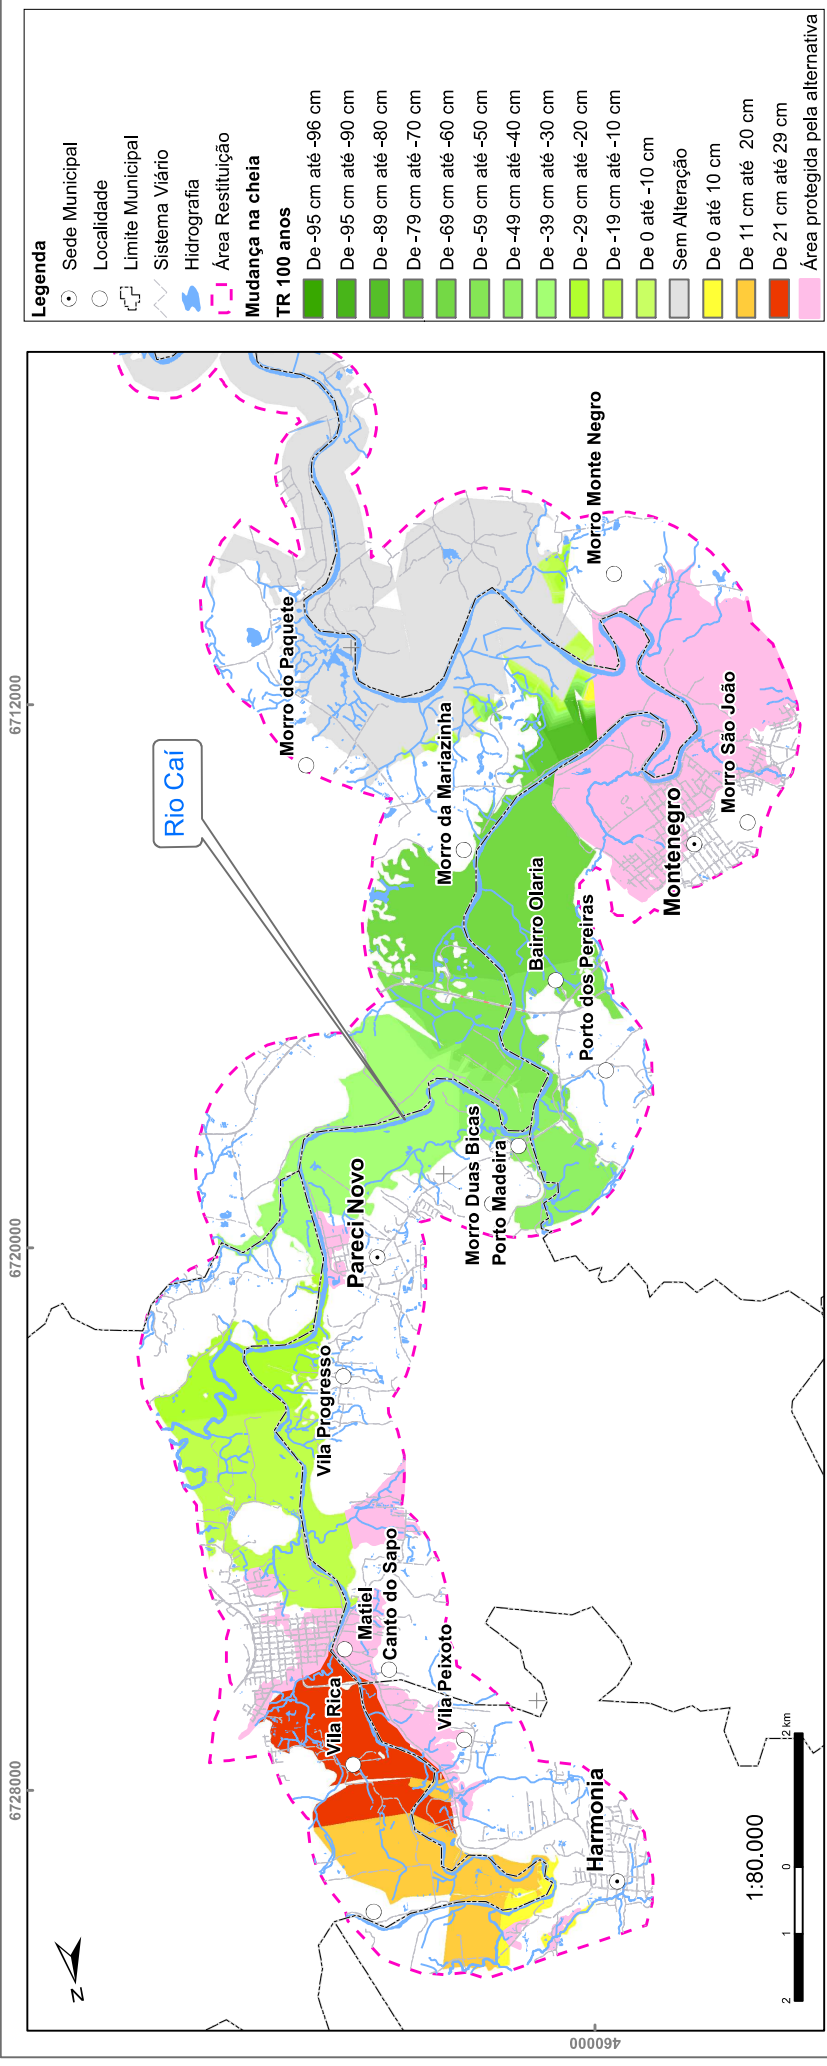 Legenda
Sede Municipal
Localidade
Limite Municipal
Sistema Viário
Hidrografia
Área Restituição
Mudança na cheia
TR 100 anos
De -95 cm até -96 cm
De -95 cm até -90 cm
De -89 cm até -80 cm
De -79 cm até -70 cm
De -69 cm até -60 cm
De -59 cm até -50 cm
De -49 cm até -40 cm
De -39 cm até -30 cm
De -29 cm até -20 cm
De -19 cm até -10 cm
De 0 até -10 cm
Sem Alteração
De 0 até 10 cm
De 11 cm até 20 cm
De 21 cm até 29 cm
Área protegida pela alternativa
6728000
6720000
6712000
460000
N
Rio Caí
Morro do Paquete
Morro Monte Negro
Morro da Mariazinha
Morro São João
Montenegro
Bairro Olaria
Porto dos Pereiras
Morro Duas Bicas
Porto Madeira
Pareci Novo
Vila Progresso
Matiel
Canto do Sapo
Vila Rica
Vila Peixoto
Harmonia
1:80.000
2 1 0 2 km